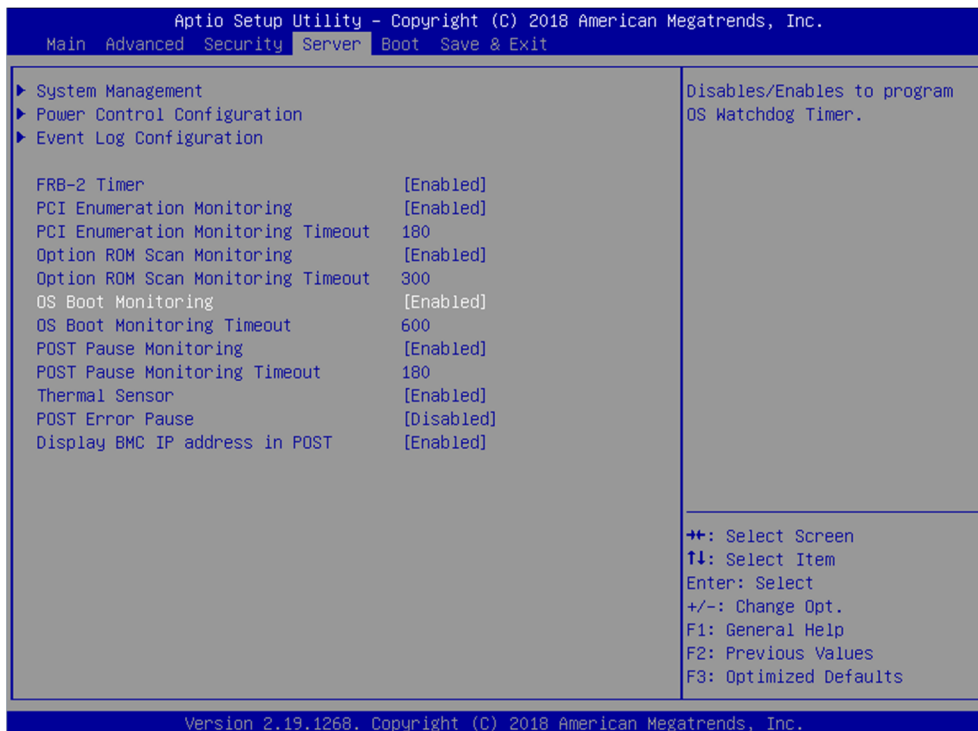 Aptio Setup Utility – Copyright (C) 2018 American Megatrends, Inc.
Main Advanced Security Server Boot Save & Exit
System Management
Power Control Configuration
Event Log Configuration
FRB-2 Timer [Enabled]
PCI Enumeration Monitoring [Enabled]
PCI Enumeration Monitoring Timeout 180
Option ROM Scan Monitoring [Enabled]
Option ROM Scan Monitoring Timeout 300
OS Boot Monitoring [Enabled]
OS Boot Monitoring Timeout 600
POST Pause Monitoring [Enabled]
POST Pause Monitoring Timeout 180
Thermal Sensor [Enabled]
POST Error Pause [Disabled]
Display BMC IP address in POST [Enabled]
Disables/Enables to program
OS Watchdog Timer.
→←: Select Screen
↑↓: Select Item
Enter: Select
+/-: Change Opt.
F1: General Help
F2: Previous Values
F3: Optimized Defaults
Version 2.19.1268. Copyright (C) 2018 American Megatrends, Inc.